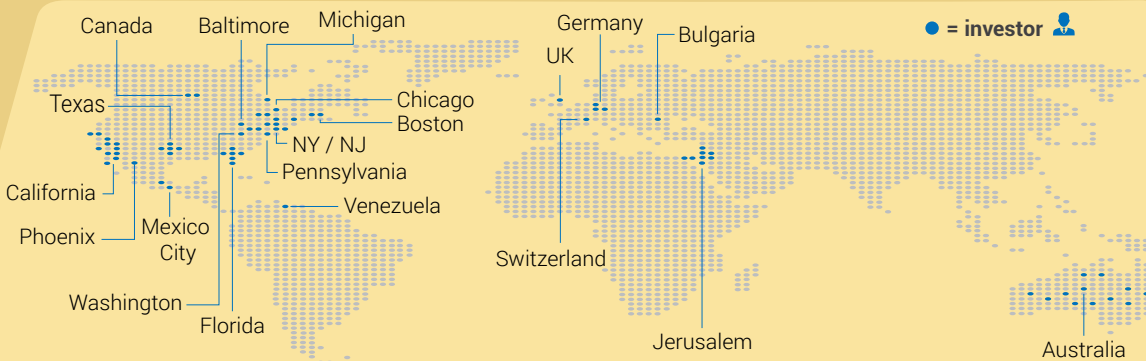 Canada
Baltimore
Michigan
Germany
Bulgaria
= investor
UK
Texas
Chicago
Boston
NY / NJ
Pennsylvania
California
Venezuela
Phoenix
Mexico
City
Switzerland
Washington
Florida
Jerusalem
Australia